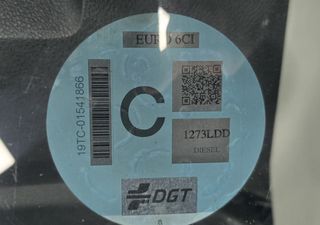 EURO 6CI
19TC-01541866
C
1273LDD
DIESEL
DGT